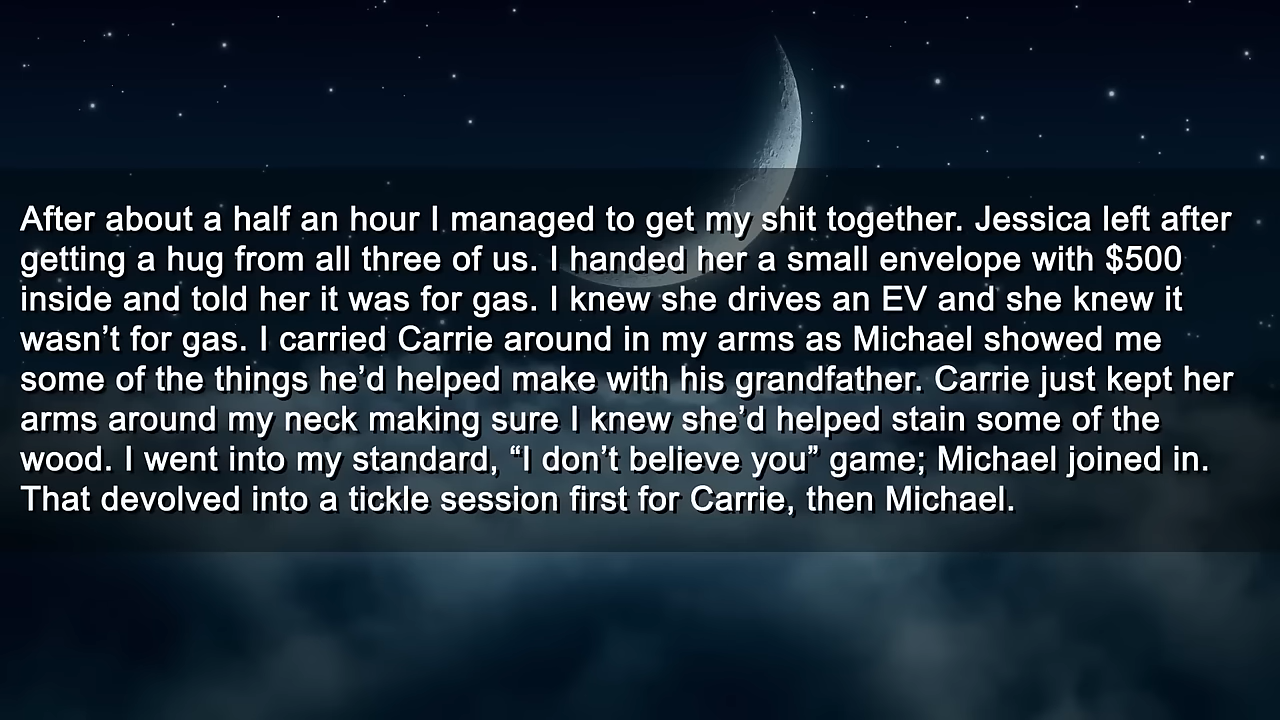 After about a half an hour I managed to get my shit together. Jessica left after
getting a hug from all three of us. I handed her a small envelope with $500
inside and told her it was for gas. I knew she drives an EV and she knew it
wasn’t for gas. I carried Carrie around in my arms as Michael showed me
some of the things he’d helped make with his grandfather. Carrie just kept her
arms around my neck making sure I knew she’d helped stain some of the
wood. I went into my standard, “I don’t believe you” game; Michael joined in.
That devolved into a tickle session first for Carrie, then Michael.